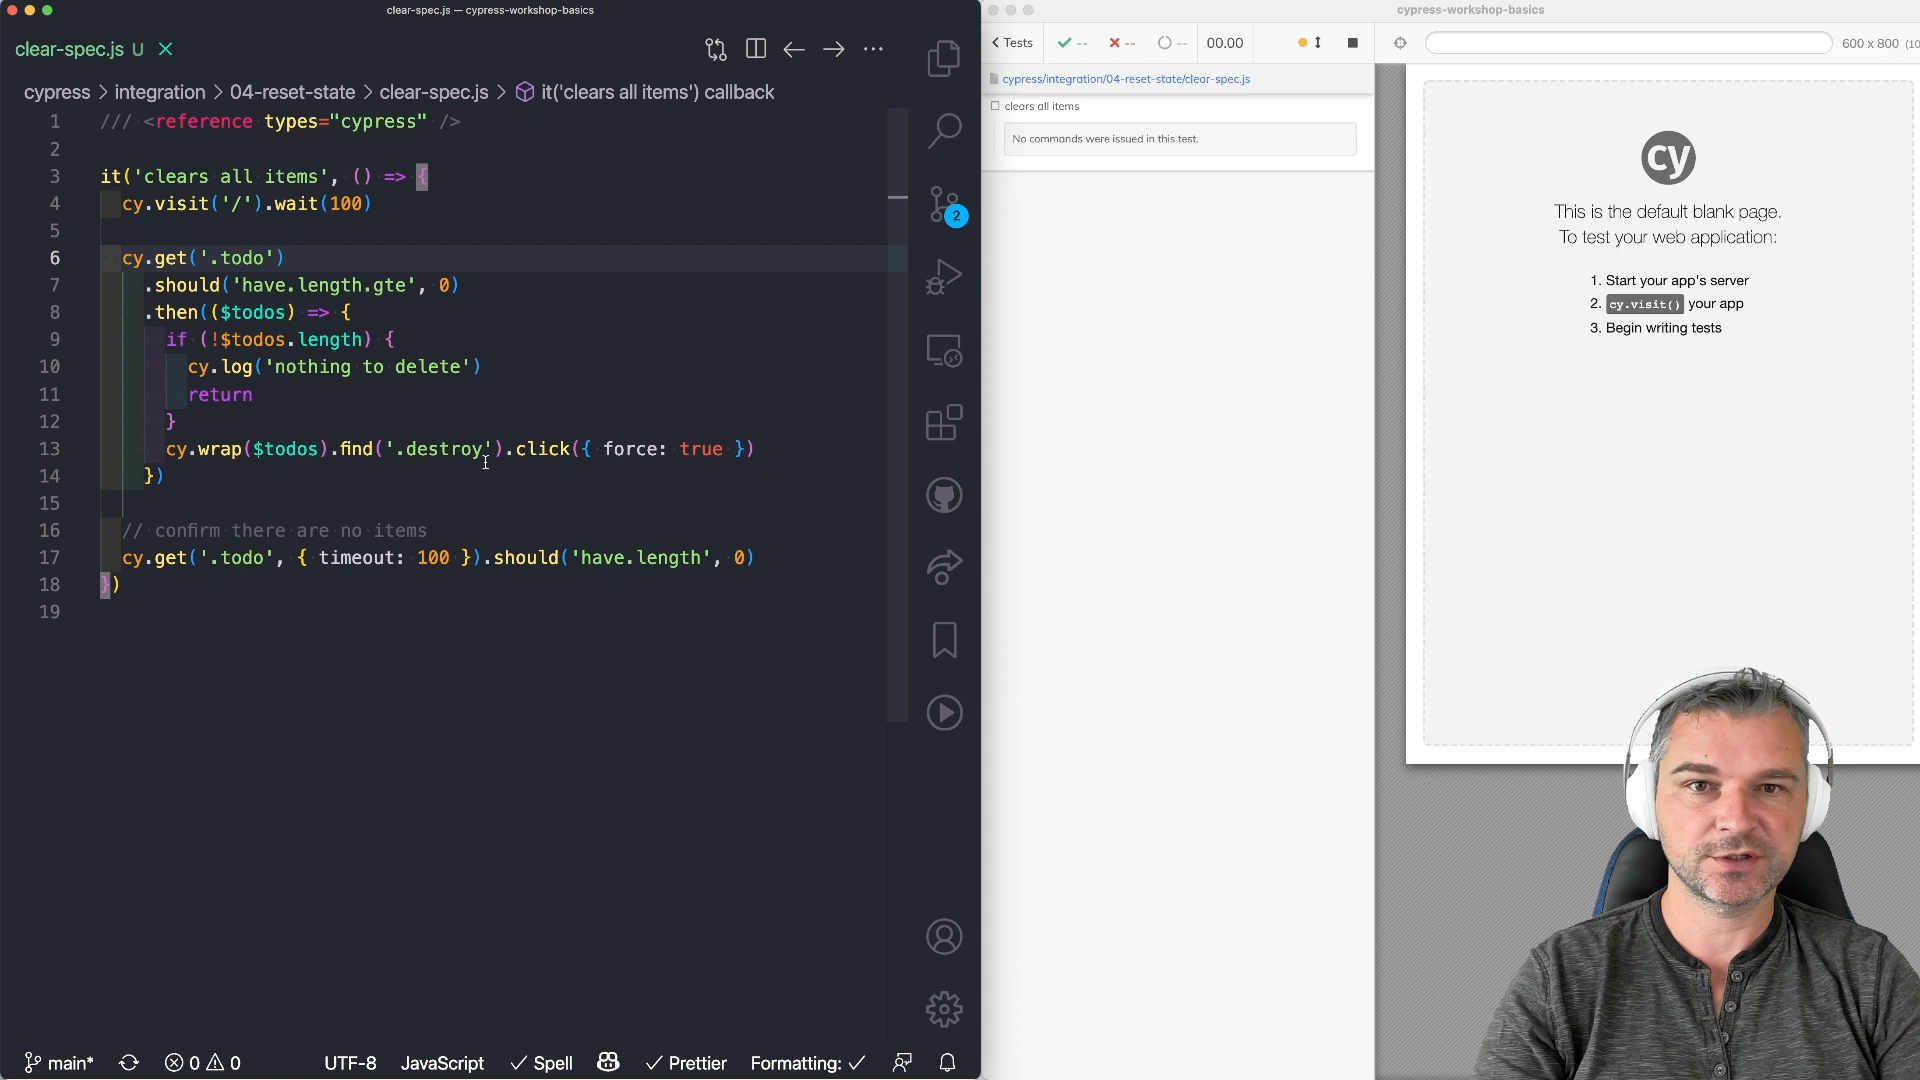 clear-spec.js — cypress-workshop-basics
clear-spec.js U
cypress > integration > 04-reset-state > clear-spec.js > it('clears all items') callback
1 /// <reference types="cypress" />
2
3 it('clears all items', () => {
4 cy.visit('/').wait(100)
5
6 cy.get('.todo')
7 .should('have.length.gte', 0)
8 .then(($todos) => {
9 if (!$todos.length) {
10 cy.log('nothing to delete')
11 return
12 }
13 cy.wrap($todos).find('.destroy').click({ force: true })
14 })
15
16 // confirm there are no items
17 cy.get('.todo', { timeout: 100 }).should('have.length', 0)
18 })
19
2
main* 0 0 UTF-8 JavaScript Spell Prettier Formatting:
cypress-workshop-basics
Tests -- -- -- 00.00 600 x 800 (10
cypress/integration/04-reset-state/clear-spec.js
clears all items
No commands were issued in this test.
cy
This is the default blank page.
To test your web application:
1. Start your app's server
2. cy.visit() your app
3. Begin writing tests